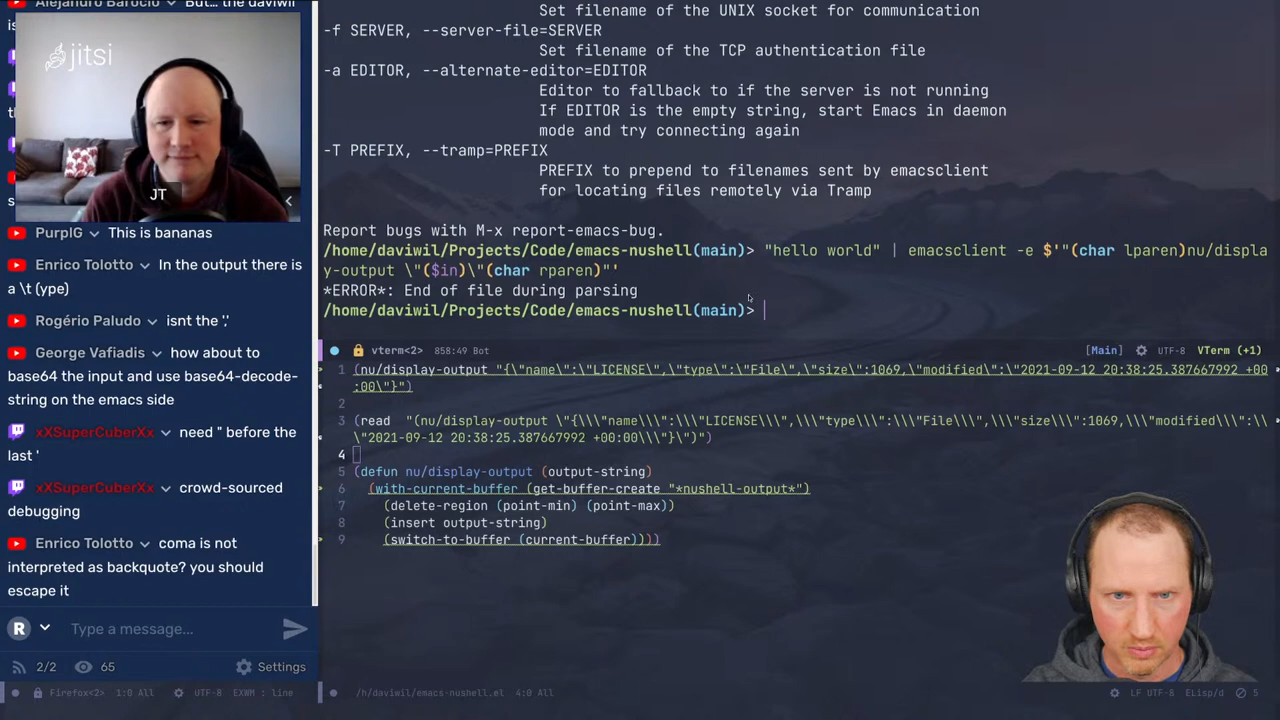 Alejandro Barocio But... the daviwil
is
jitsi
JT
PurplG This is bananas
Enrico Tolotto In the output there is
a \t (ype)
Rogério Paludo isnt the ','
George Vafiadis how about to
base64 the input and use base64-decode-
string on the emacs side
xXSuperCuberXx need " before the
last '
xXSuperCuberXx crowd-sourced
debugging
Enrico Tolotto coma is not
interpreted as backquote? you should
escape it
R Type a message...
2/2 65 Settings
Firefox<2> 1:0 All UTF-8 EXWM : line
Set filename of the UNIX socket for communication
-f SERVER, --server-file=SERVER
Set filename of the TCP authentication file
-a EDITOR, --alternate-editor=EDITOR
Editor to fallback to if the server is not running
If EDITOR is the empty string, start Emacs in daemon
mode and try connecting again
-T PREFIX, --tramp=PREFIX
PREFIX to prepend to filenames sent by emacsclient
for locating files remotely via Tramp
Report bugs with M-x report-emacs-bug.
/home/daviwil/Projects/Code/emacs-nushell(main)> "hello world" | emacsclient -e $'"(char lparen)nu/displa
y-output \"($in)\"(char rparen)"'
*ERROR*: End of file during parsing
/home/daviwil/Projects/Code/emacs-nushell(main)>
vterm<2> 858:49 Bot [Main] UTF-8 VTerm (+1)
1 (nu/display-output "{\"name\":\"LICENSE\",\"type\":\"File\",\"size\":1069,\"modified\":\"2021-09-12 20:38:25.387667992 +00
:00\"}")
2
3 (read "(nu/display-output \"{\\\"name\\\":\\\"LICENSE\\\",\\\"type\\\":\\\"File\\\",\\\"size\\\":1069,\\\"modified\\\":\\
\"2021-09-12 20:38:25.387667992 +00:00\\\"}\")")
4
5 (defun nu/display-output (output-string)
6 (with-current-buffer (get-buffer-create "*nushell-output*")
7 (delete-region (point-min) (point-max))
8 (insert output-string)
9 (switch-to-buffer (current-buffer))))
/h/daviwil/emacs-nushell.el 4:0 All LF UTF-8 ELisp/d 5